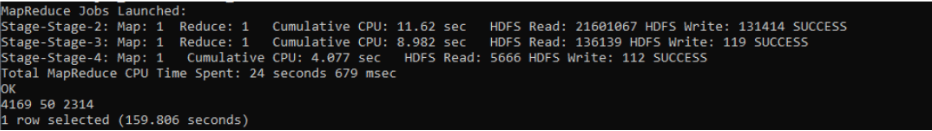 MapReduce Jobs Launched:
Stage-Stage-2: Map: 1  Reduce: 1   Cumulative CPU: 11.62 sec   HDFS Read: 21601067 HDFS Write: 131414 SUCCESS
Stage-Stage-3: Map: 1  Reduce: 1   Cumulative CPU: 8.982 sec   HDFS Read: 136139 HDFS Write: 119 SUCCESS
Stage-Stage-4: Map: 1   Cumulative CPU: 4.077 sec   HDFS Read: 5666 HDFS Write: 112 SUCCESS
Total MapReduce CPU Time Spent: 24 seconds 679 msec
OK
4169 50 2314
1 row selected (159.806 seconds)